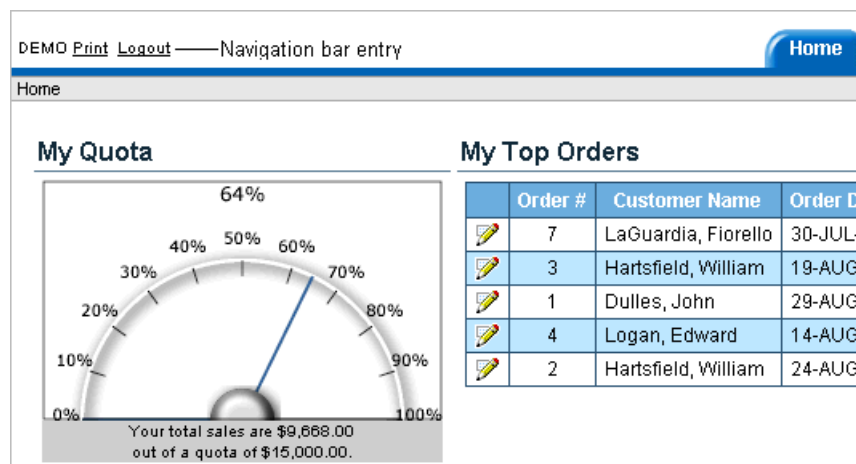 DEMO Print Logout Navigation bar entry
Home
Home
My Quota
64%
0%
10%
20%
30%
40%
50%
60%
70%
80%
90%
100%
Your total sales are $9,668.00
out of a quota of $15,000.00.
My Top Orders
Order # Customer Name Order D
7 LaGuardia, Fiorello 30-JUL-
3 Hartsfield, William 19-AUG
1 Dulles, John 29-AUG
4 Logan, Edward 14-AUG
2 Hartsfield, William 24-AUG